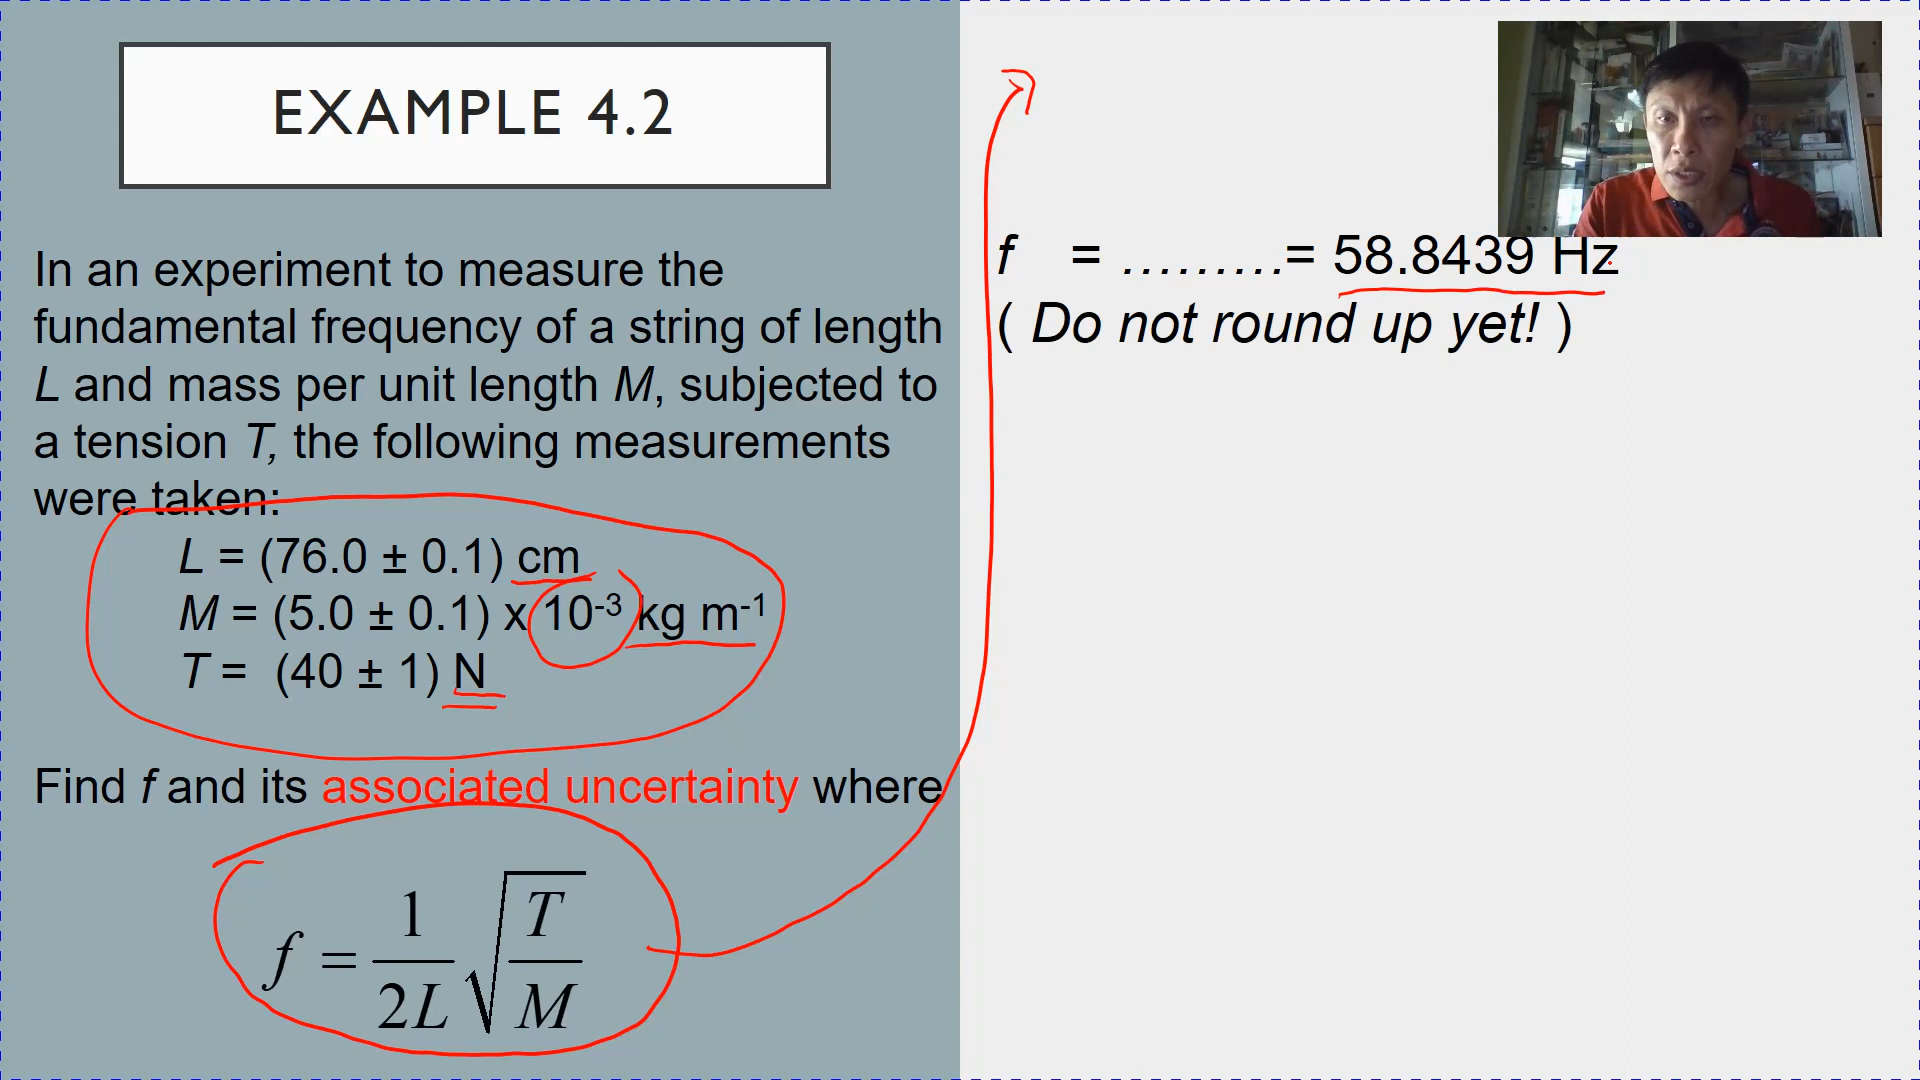 EXAMPLE 4.2
In an experiment to measure the
fundamental frequency of a string of length
L and mass per unit length M, subjected to
a tension T, the following measurements
were taken:
L = (76.0 ± 0.1) cm
M = (5.0 ± 0.1) x 10⁻³ kg m⁻¹
T = (40 ± 1) N
Find f and its associated uncertainty where
f = 1/2L √T/M
f = ………= 58.8439 Hz
( Do not round up yet! )